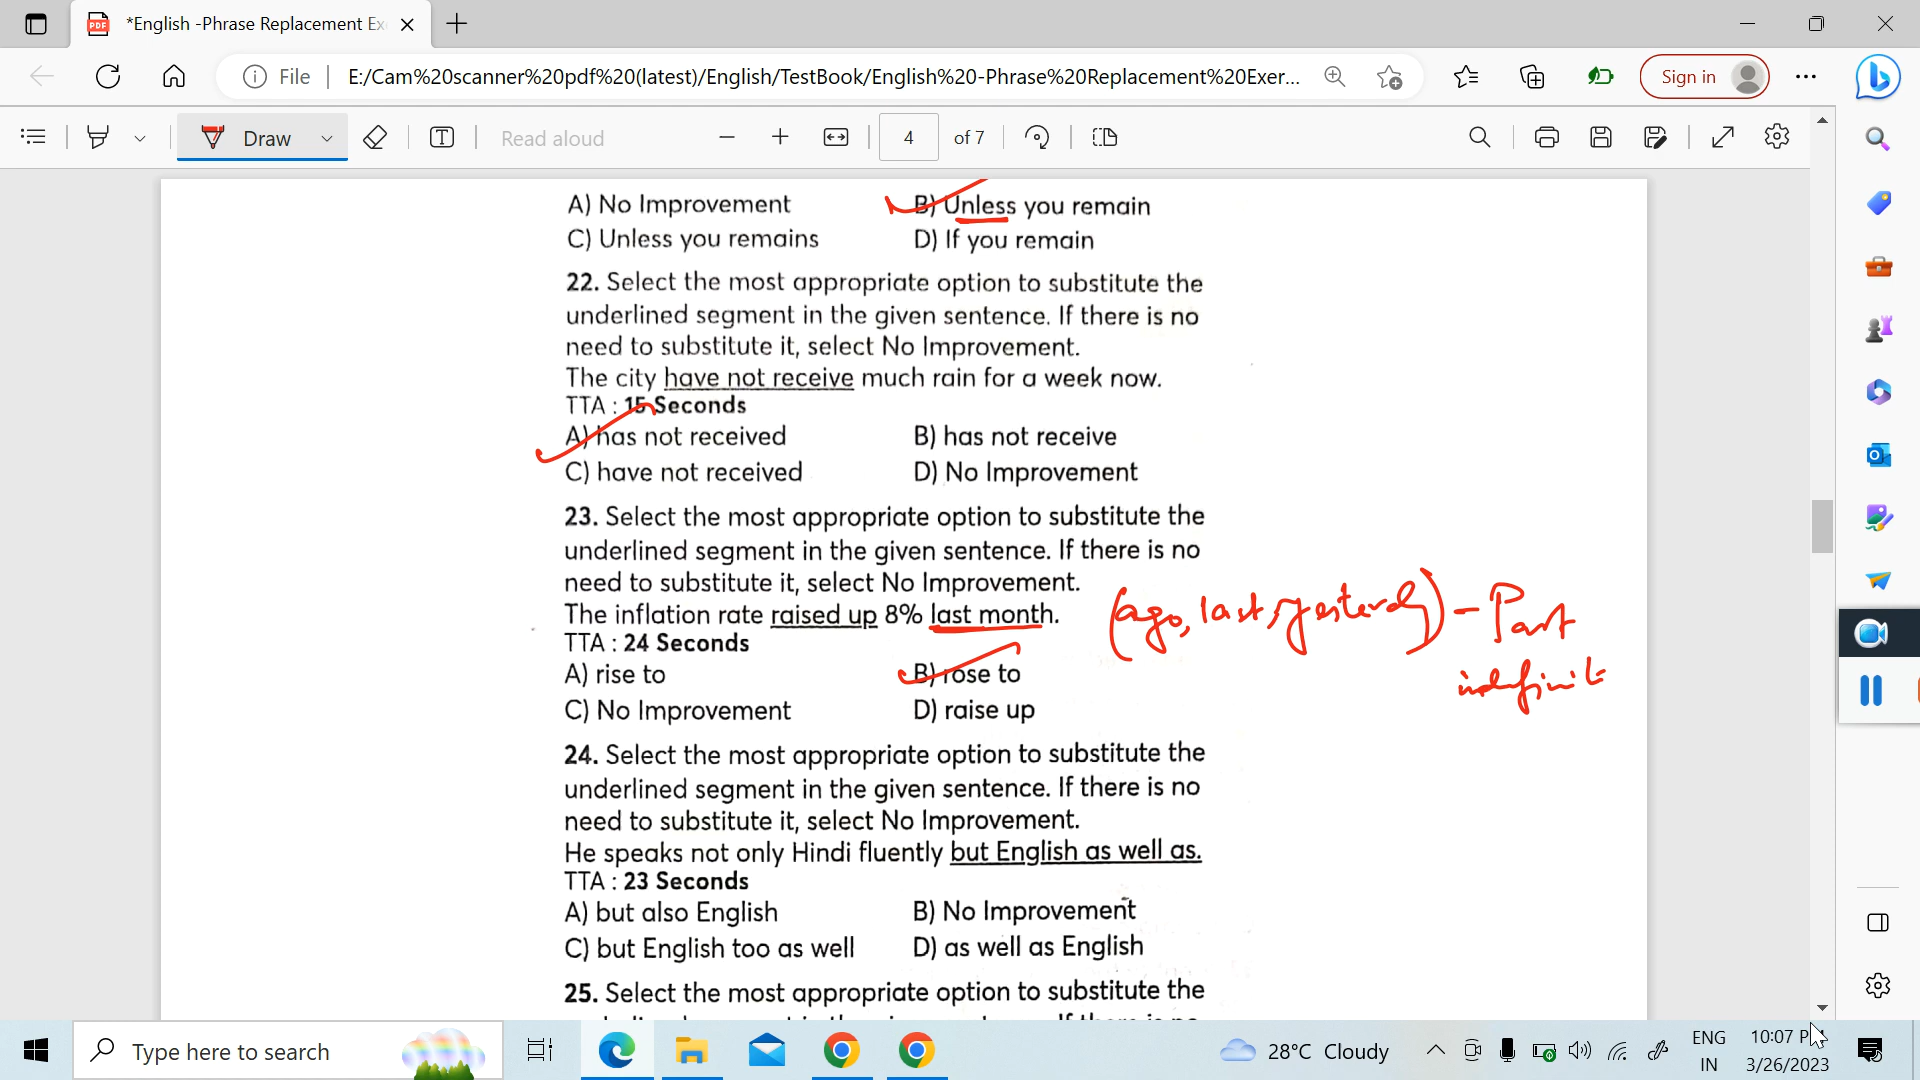 *English -Phrase Replacement Ex
File
E:/Cam%20scanner%20pdf%20(latest)/English/TestBook/English%20-Phrase%20Replacement%20Exer...
Sign in
Draw
Read aloud
4
of 7
A) No Improvement B) Unless you remain
C) Unless you remains D) If you remain
22. Select the most appropriate option to substitute the
underlined segment in the given sentence. If there is no
need to substitute it, select No Improvement.
The city have not receive much rain for a week now.
TTA : 15 Seconds
A) has not received B) has not receive
C) have not received D) No Improvement
23. Select the most appropriate option to substitute the
underlined segment in the given sentence. If there is no
need to substitute it, select No Improvement.
The inflation rate raised up 8% last month.
(ago, last, yesterday) - Past
indefinite
TTA : 24 Seconds
A) rise to B) rose to
C) No Improvement D) raise up
24. Select the most appropriate option to substitute the
underlined segment in the given sentence. If there is no
need to substitute it, select No Improvement.
He speaks not only Hindi fluently but English as well as.
TTA : 23 Seconds
A) but also English B) No Improvement
C) but English too as well D) as well as English
25. Select the most appropriate option to substitute the
Type here to search
28°C Cloudy
ENG
IN
10:07 PM
3/26/2023